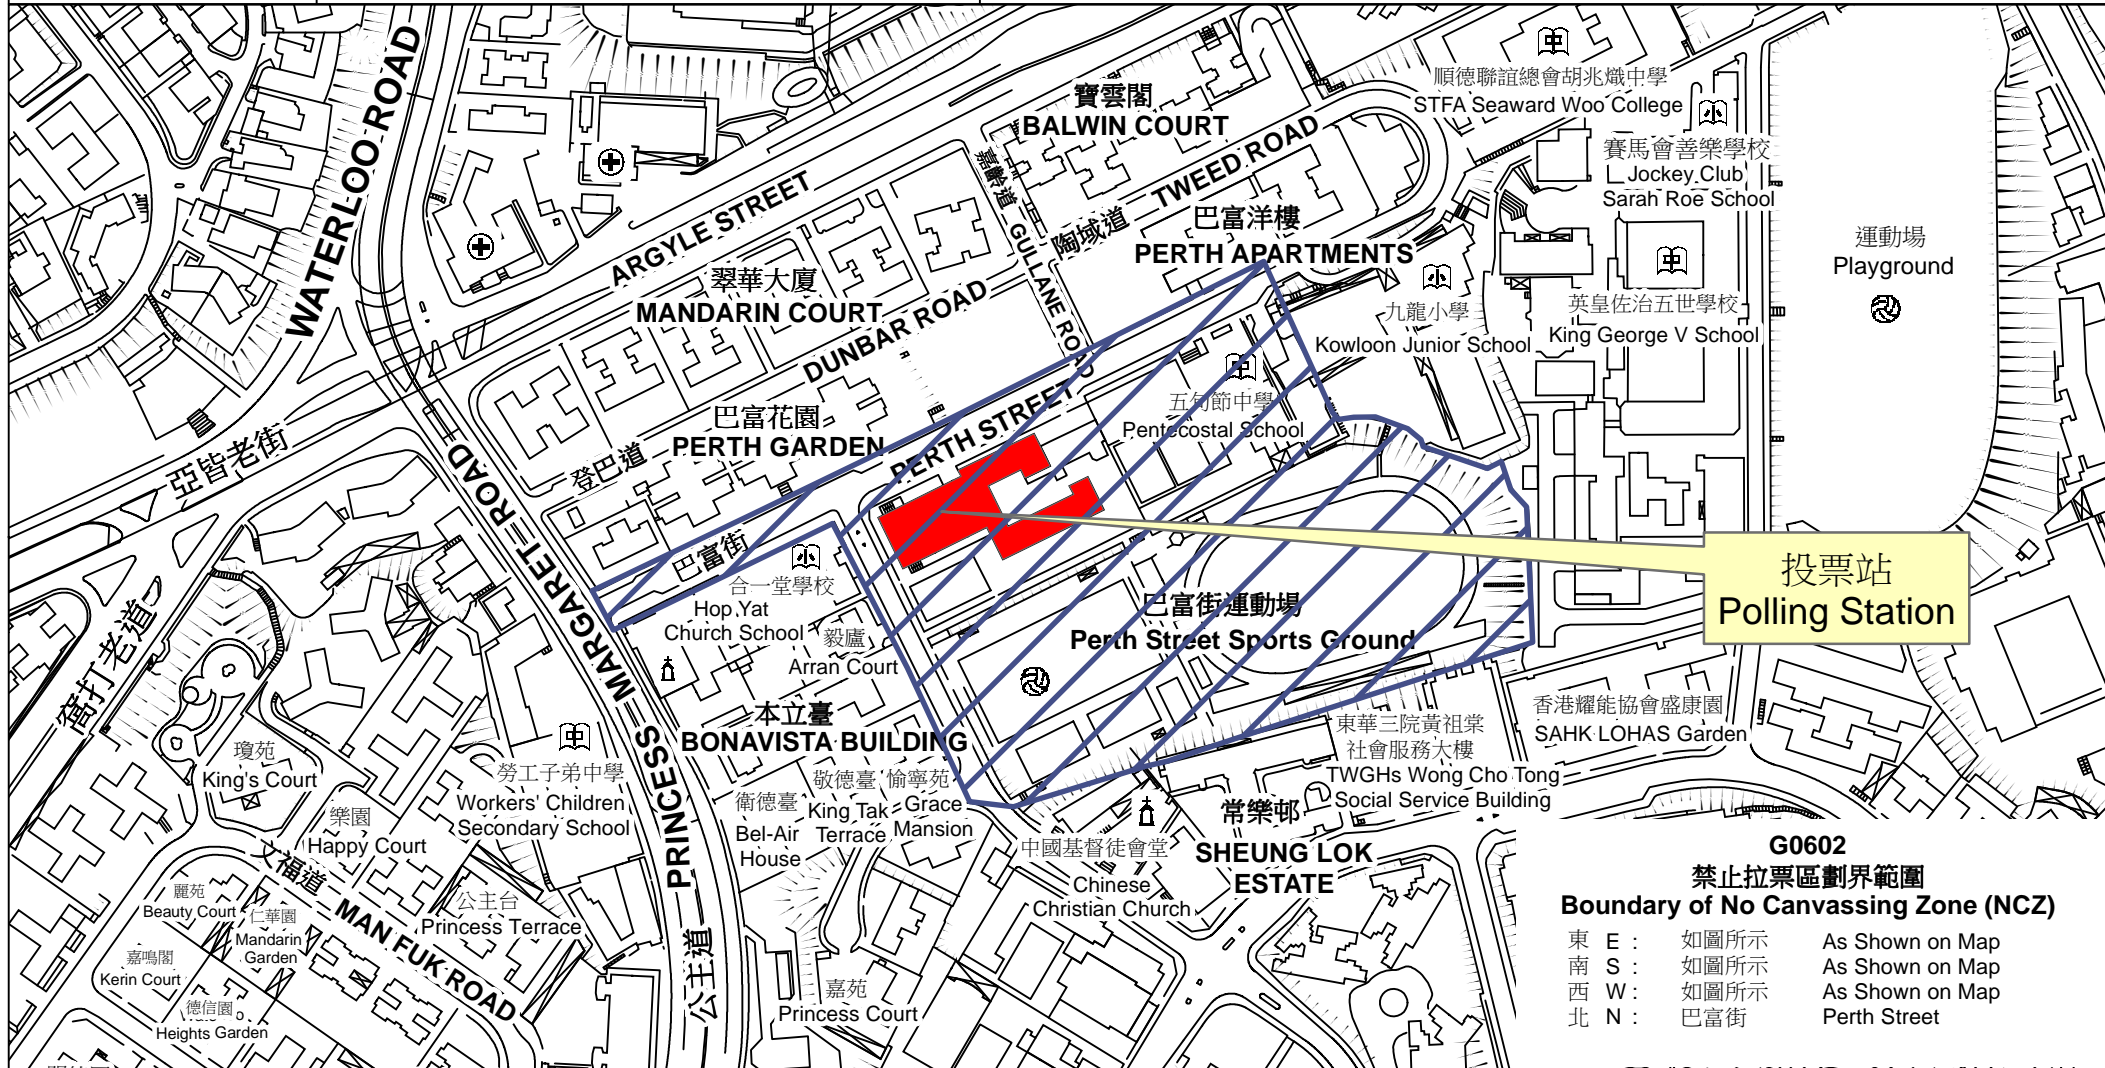 順德聯誼總會胡兆熾中學
STFA Seaward Woo College
寶雲閣
BALWIN COURT
賽馬會善樂學校
Jockey Club
Sarah Roe School
WATERLOO ROAD
ARGYLE STREET
嘉齡道 GULLANE ROAD
陶域道 TWEED ROAD
巴富洋樓
PERTH APARTMENTS
運動場
Playground
翠華大廈
MANDARIN COURT
登巴道 DUNBAR ROAD
九龍小學
Kowloon Junior School
英皇佐治五世學校
King George V School
巴富花園
PERTH GARDEN
巴富街 PERTH STREET
五旬節中學
Pentecostal School
亞皆老街
窩打老道
投票站
Polling Station
合一堂學校
Hop Yat
Church School
毅廬
Arran Court
巴富街運動場
Perth Street Sports Ground
公主道 PRINCESS MARGARET ROAD
本立臺
BONAVISTA BUILDING
瓊苑
King's Court
勞工子弟中學
Workers' Children
Secondary School
樂園
Happy Court
衛德臺
Bel-Air
House
敬德臺
King Tak
Terrace
愉寧苑
Grace
Mansion
東華三院黃祖棠
社會服務大樓
TWGHs Wong Cho Tong
Social Service Building
香港耀能協會盛康園
SAHK LOHAS Garden
常樂邨
SHEUNG LOK
ESTATE
中國基督徒會堂
Chinese
Christian Church
文福道 MAN FUK ROAD
麗苑
Beauty Court
仁華園
Mandarin
Garden
公主台
Princess Terrace
嘉鳴閣
Kerin Court
德信園
Heights Garden
嘉苑
Princess Court
G0602
禁止拉票區劃界範圍
Boundary of No Canvassing Zone (NCZ)
東 E : 如圖所示 As Shown on Map
南 S : 如圖所示 As Shown on Map
西 W : 如圖所示 As Shown on Map
北 N : 巴富街 Perth Street